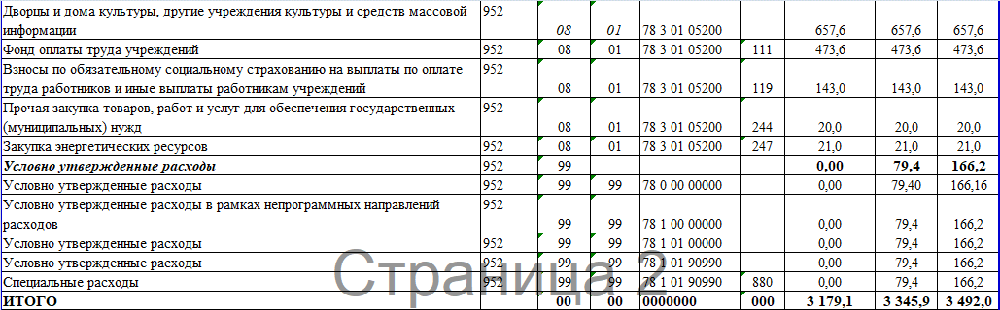 Дворцы и дома культуры, другие учреждения культуры и средств массовой 952
информации 08 01 78 3 01 05200 657,6 657,6 657,6
Фонд оплаты труда учреждений 952 08 01 78 3 01 05200 111 473,6 473,6 473,6
Взносы по обязательному социальному страхованию на выплаты по оплате 952
труда работников и иные выплаты работникам учреждений 08 01 78 3 01 05200 119 143,0 143,0 143,0
Прочая закупка товаров, работ и услуг для обеспечения государственных 952
(муниципальных) нужд 08 01 78 3 01 05200 244 20,0 20,0 20,0
Закупка энергетических ресурсов 952 08 01 78 3 01 05200 247 21,0 21,0 21,0
Условно утвержденные расходы 952 99 0,00 79,4 166,2
Условно утвержденные расходы 952 99 99 78 0 00 00000 0,00 79,40 166,16
Условно утвержденные расходы в рамках непрограммных направлений 952
расходов 99 99 78 1 00 00000 0,00 79,4 166,2
Условно утвержденные расходы 952 99 99 78 1 01 00000 0,00 79,4 166,2
Условно утвержденные расходы 952 99 99 78 1 01 90990 0,00 79,4 166,2
Специальные расходы 952 99 99 78 1 01 90990 880 0,00 79,4 166,2
ИТОГО 00 00 0000000 000 3 179,1 3 345,9 3 492,0
Страница 2